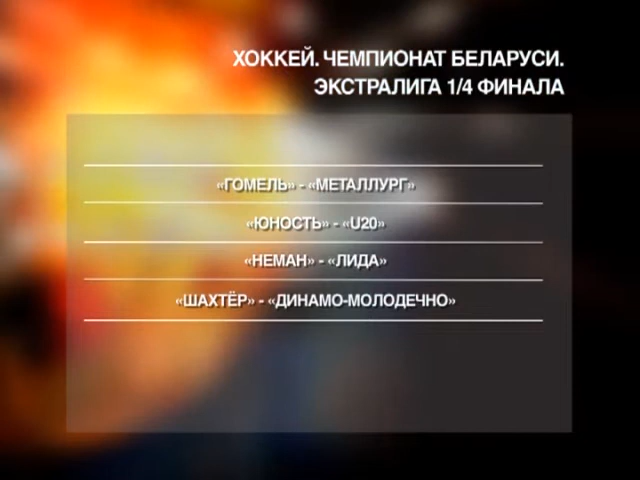 ХОККЕЙ. ЧЕМПИОНАТ БЕЛАРУСИ.
ЭКСТРАЛИГА 1/4 ФИНАЛА
«ГОМЕЛЬ» - «МЕТАЛЛУРГ»
«ЮНОСТЬ» - «U20»
«НЕМАН» - «ЛИДА»
«ШАХТЁР» - «ДИНАМО-МОЛОДЕЧНО»